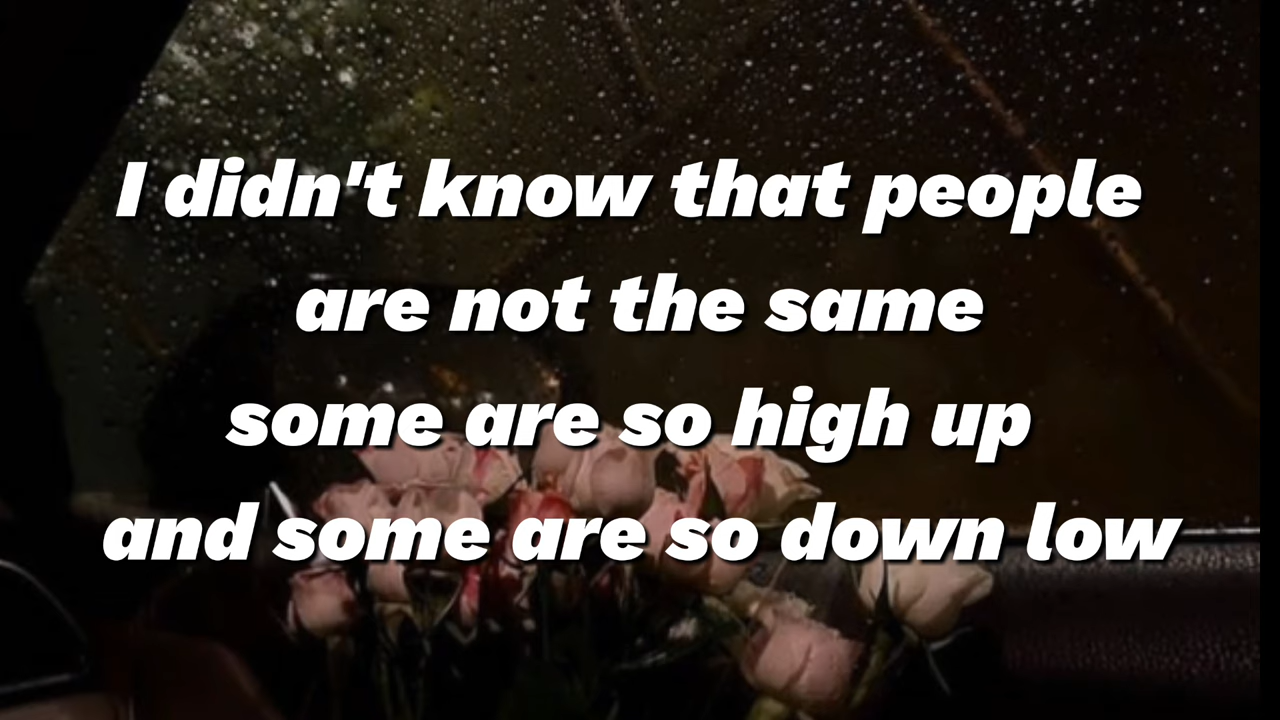 I didn't know that people
are not the same
some are so high up
and some are so down low